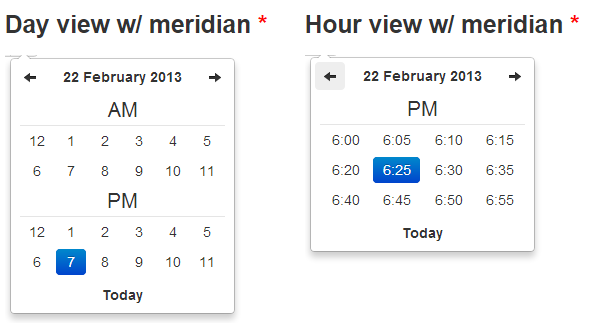 Day view w/ meridian *
22 February 2013
AM
12 1 2 3 4 5
6 7 8 9 10 11
PM
12 1 2 3 4 5
6 7 8 9 10 11
Today
Hour view w/ meridian *
22 February 2013
PM
6:00 6:05 6:10 6:15
6:20 6:25 6:30 6:35
6:40 6:45 6:50 6:55
Today